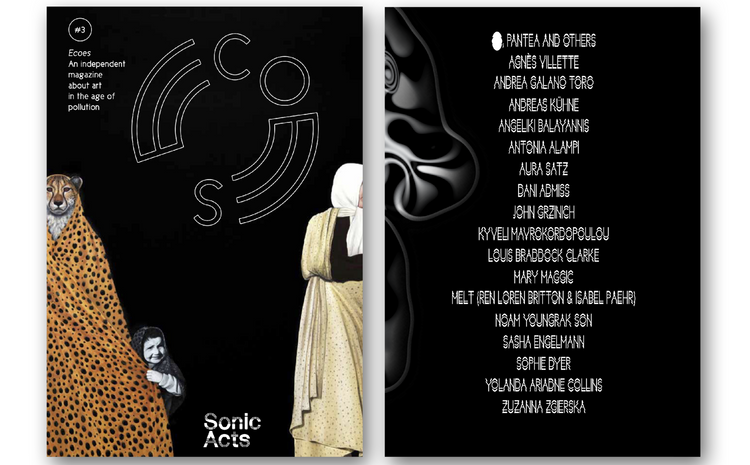 #3
Ecoes
An independent
magazine
about art
in the age of
pollution
ECOES
Sonic
Acts
, PANTEA AND OTHERS
AGNÈS VILLETTE
ANDREA GALANO TORO
ANDREAS KÜHNE
ANGELIKI BALAYANNIS
ANTONIA ALAMPI
AURA SATZ
DANI ADMISS
JOHN GRZINICH
KYVELI MAVROKORDOPOULOU
LOUIS BRADDOCK CLARKE
MARY MAGGIC
MELT (REN LOREN BRITTON & ISABEL PAEHR)
NOAM YOUNGRAK SON
SASHA ENGELMANN
SOPHIE DYER
YOLANDA ARIADNE COLLINS
ZUZANNA ZGIERSKA